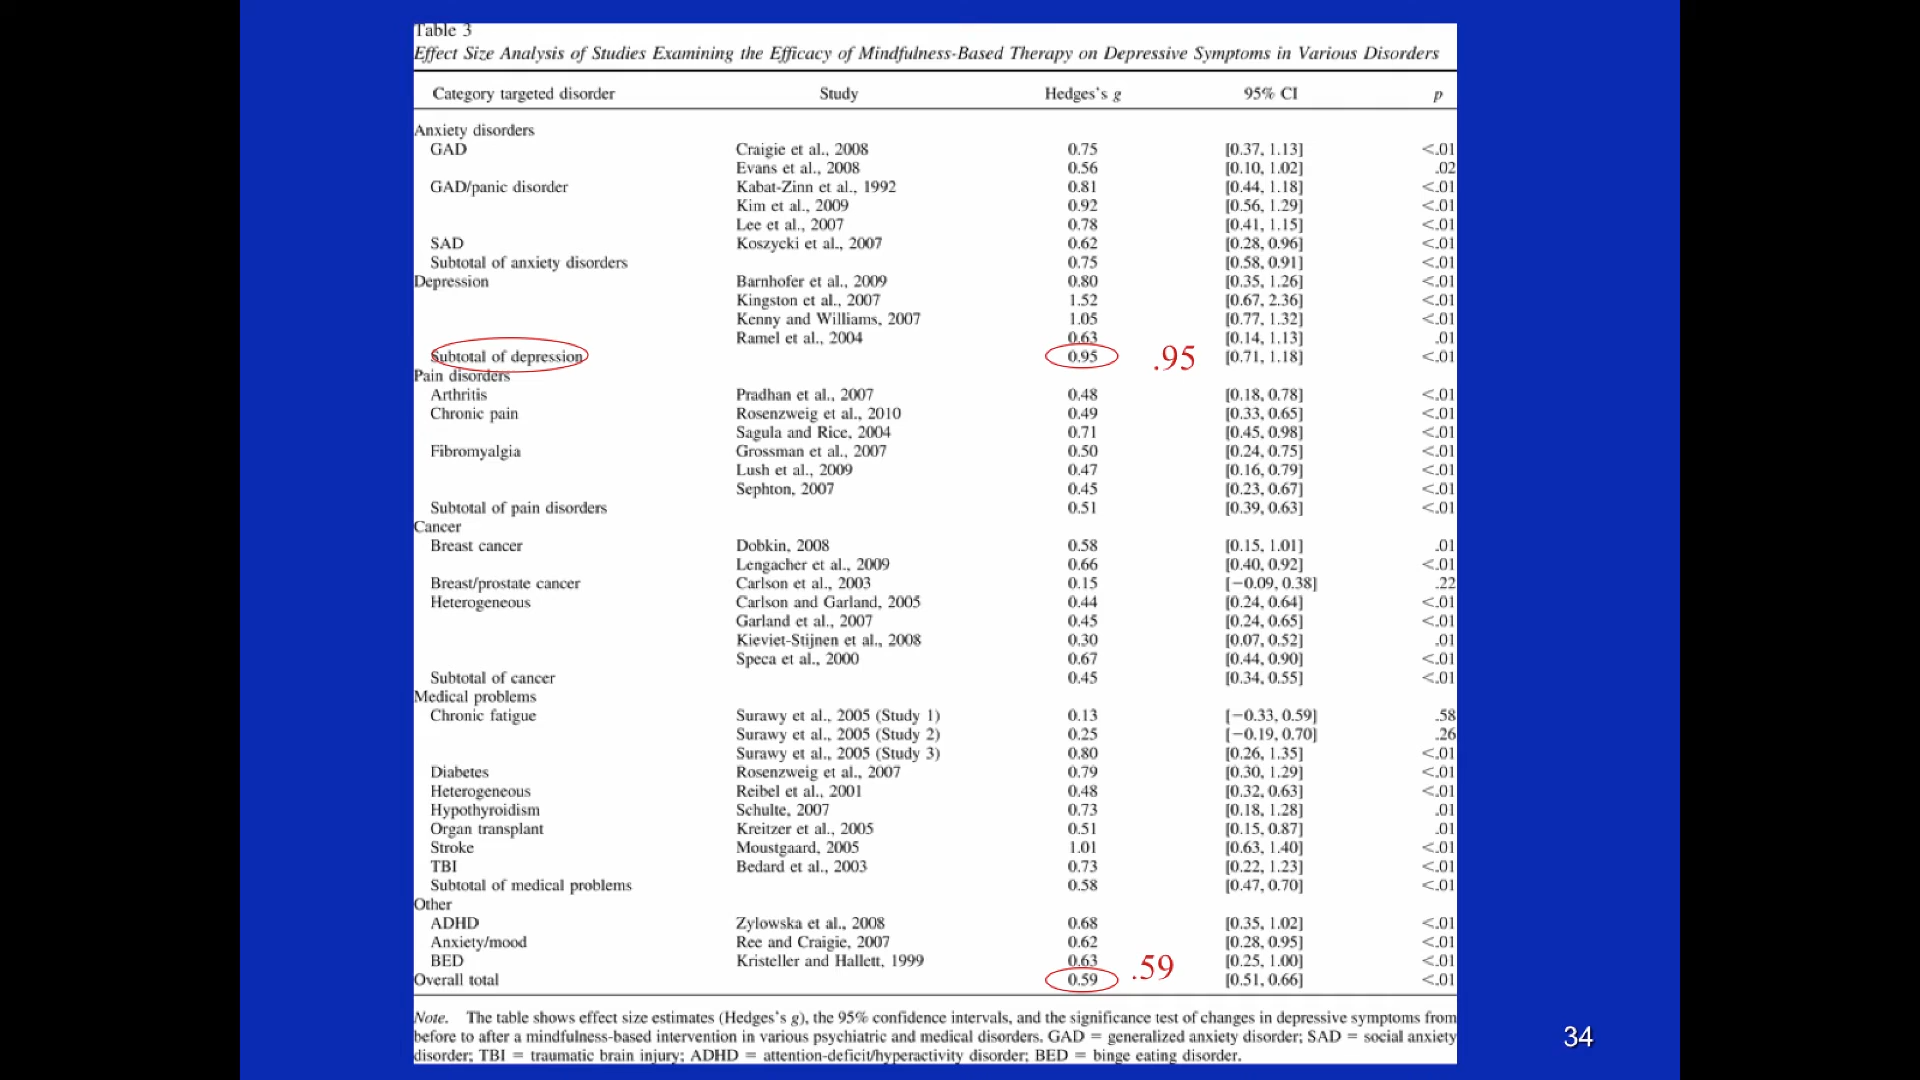 Table 3
Effect Size Analysis of Studies Examining the Efficacy of Mindfulness-Based Therapy on Depressive Symptoms in Various Disorders
Category targeted disorder Study Hedges's g 95% CI p
Anxiety disorders
GAD Craigie et al., 2008 0.75 [0.37, 1.13] <.01
Evans et al., 2008 0.56 [0.10, 1.02] .02
GAD/panic disorder Kabat-Zinn et al., 1992 0.81 [0.44, 1.18] <.01
Kim et al., 2009 0.92 [0.56, 1.29] <.01
Lee et al., 2007 0.78 [0.41, 1.15] <.01
SAD Koszycki et al., 2007 0.62 [0.28, 0.96] <.01
Subtotal of anxiety disorders 0.75 [0.58, 0.91] <.01
Depression Barnhofer et al., 2009 0.80 [0.35, 1.26] <.01
Kingston et al., 2007 1.52 [0.67, 2.36] <.01
Kenny and Williams, 2007 1.05 [0.77, 1.32] <.01
Ramel et al., 2004 0.63 [0.14, 1.13] .01
Subtotal of depression 0.95 .95 [0.71, 1.18] <.01
Pain disorders
Arthritis Pradhan et al., 2007 0.48 [0.18, 0.78] <.01
Chronic pain Rosenzweig et al., 2010 0.49 [0.33, 0.65] <.01
Sagula and Rice, 2004 0.71 [0.45, 0.98] <.01
Fibromyalgia Grossman et al., 2007 0.50 [0.24, 0.75] <.01
Lush et al., 2009 0.47 [0.16, 0.79] <.01
Sephton, 2007 0.45 [0.23, 0.67] <.01
Subtotal of pain disorders 0.51 [0.39, 0.63] <.01
Cancer
Breast cancer Dobkin, 2008 0.58 [0.15, 1.01] .01
Lengacher et al., 2009 0.66 [0.40, 0.92] <.01
Breast/prostate cancer Carlson et al., 2003 0.15 [−0.09, 0.38] .22
Heterogeneous Carlson and Garland, 2005 0.44 [0.24, 0.64] <.01
Garland et al., 2007 0.45 [0.24, 0.65] <.01
Kieviet-Stijnen et al., 2008 0.30 [0.07, 0.52] .01
Speca et al., 2000 0.67 [0.44, 0.90] <.01
Subtotal of cancer 0.45 [0.34, 0.55] <.01
Medical problems
Chronic fatigue Surawy et al., 2005 (Study 1) 0.13 [−0.33, 0.59] .58
Surawy et al., 2005 (Study 2) 0.25 [−0.19, 0.70] .26
Surawy et al., 2005 (Study 3) 0.80 [0.26, 1.35] <.01
Diabetes Rosenzweig et al., 2007 0.79 [0.30, 1.29] <.01
Heterogeneous Reibel et al., 2001 0.48 [0.32, 0.63] <.01
Hypothyroidism Schulte, 2007 0.73 [0.18, 1.28] .01
Organ transplant Kreitzer et al., 2005 0.51 [0.15, 0.87] .01
Stroke Moustgaard, 2005 1.01 [0.63, 1.40] <.01
TBI Bedard et al., 2003 0.73 [0.22, 1.23] <.01
Subtotal of medical problems 0.58 [0.47, 0.70] <.01
Other
ADHD Zylowska et al., 2008 0.68 [0.35, 1.02] <.01
Anxiety/mood Ree and Craigie, 2007 0.62 [0.28, 0.95] <.01
BED Kristeller and Hallett, 1999 0.63 [0.25, 1.00] <.01
Overall total 0.59 .59 [0.51, 0.66] <.01
Note. The table shows effect size estimates (Hedges's g), the 95% confidence intervals, and the significance test of changes in depressive symptoms from
before to after a mindfulness-based intervention in various psychiatric and medical disorders. GAD = generalized anxiety disorder; SAD = social anxiety
disorder; TBI = traumatic brain injury; ADHD = attention-deficit/hyperactivity disorder; BED = binge eating disorder.
34